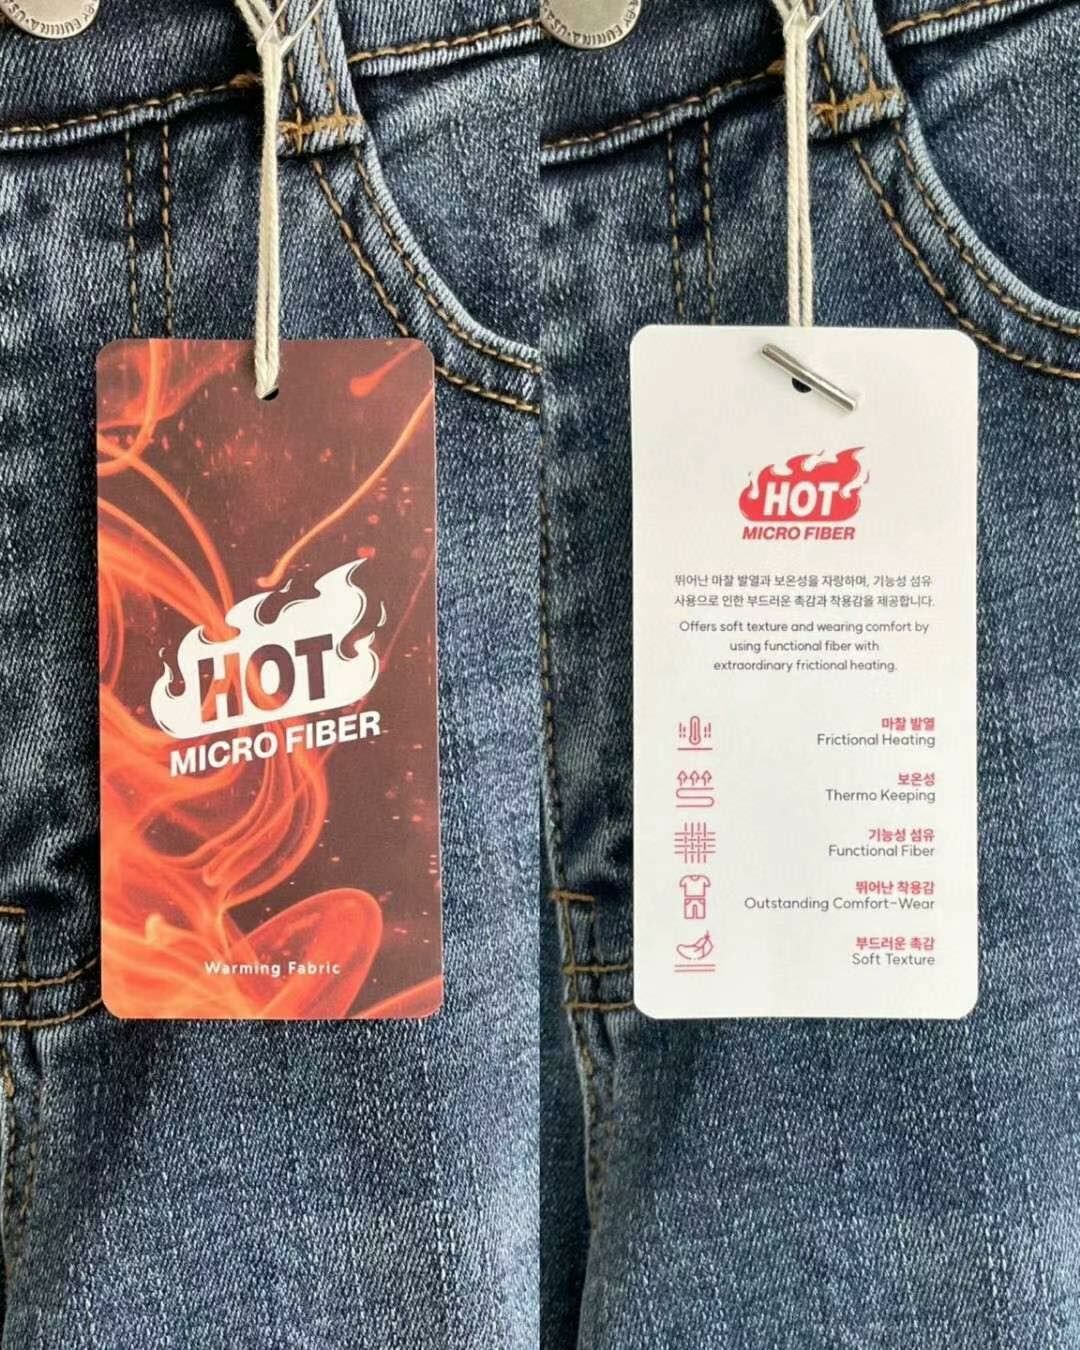 HOT
MICRO FIBER
Warming Fabric
HOT
MICRO FIBER
뛰어난 마찰 발열과 보온성을 자랑하며, 기능성 섬유
사용으로 인한 부드러운 촉감과 착용감을 제공합니다.
Offers soft texture and wearing comfort by
using functional fiber with
extraordinary frictional heating.
마찰 발열
Frictional Heating
보온성
Thermo Keeping
기능성 섬유
Functional Fiber
뛰어난 착용감
Outstanding Comfort-Wear
부드러운 촉감
Soft Texture